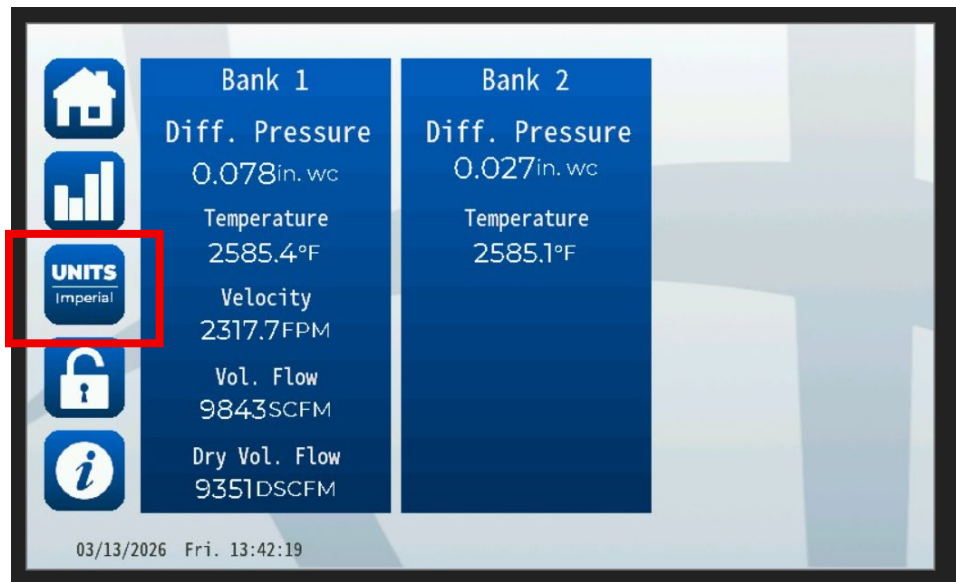 Bank 1
Diff. Pressure
0.078in. wc
Temperature
2585.4°F
Velocity
2317.7FPM
Vol. Flow
9843SCFM
Dry Vol. Flow
9351DSCFM
Bank 2
Diff. Pressure
0.027in. wc
Temperature
2585.1°F
UNITS
Imperial
i
03/13/2026 Fri. 13:42:19